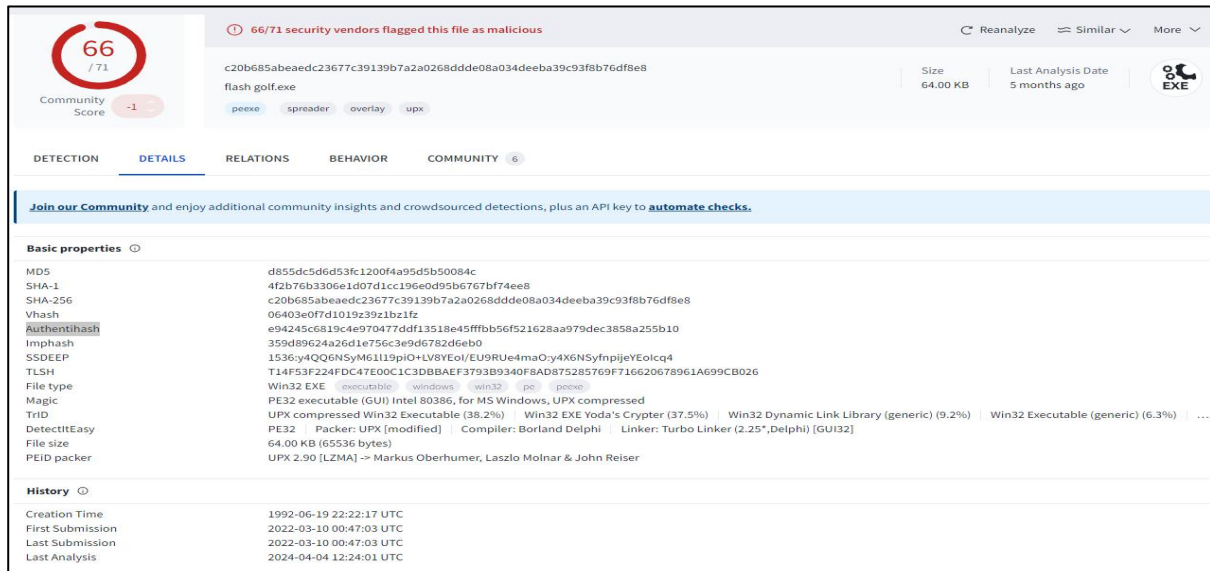 66
/ 71
Community
Score
-1
66/71 security vendors flagged this file as malicious
Reanalyze Similar More
c20b685abeaedc23677c39139b7a2a0268ddde08a034deeba39c93f8b76df8e8
flash golf.exe
peexe spreader overlay upx
Size
64.00 KB
Last Analysis Date
5 months ago
EXE
DETECTION DETAILS RELATIONS BEHAVIOR COMMUNITY 6
Join our Community and enjoy additional community insights and crowdsourced detections, plus an API key to automate checks.
Basic properties
MD5 d855dc5d6d53fc1200f4a95d5b50084c
SHA-1 4f2b76b3306e1d07d1cc196e0d95b6767bf74ee8
SHA-256 c20b685abeaedc23677c39139b7a2a0268ddde08a034deeba39c93f8b76df8e8
Vhash 06403e0f7d1019z39z1bz1fz
Authentihash e94245c6819c4e970477ddf13518e45fffbb56f521628aa979dec3858a255b10
Imphash 359d89624a26d1e756c3e9d6782d6eb0
SSDEEP 1536:y4QQ6NSyM61l19piO+LV8YEoI/EU9RUe4maO:y4X6NSyfnpijeYEoIcq4
TLSH T14F53F224FDC47E00C1C3DBBAEF3793B9340F8AD875285769F716620678961A699CB026
File type Win32 EXE executable windows win32 pe peexe
Magic PE32 executable (GUI) Intel 80386, for MS Windows, UPX compressed
TrID UPX compressed Win32 Executable (38.2%) | Win32 EXE Yoda's Crypter (37.5%) | Win32 Dynamic Link Library (generic) (9.2%) | Win32 Executable (generic) (6.3%) | ...
DetectItEasy PE32 | Packer: UPX [modified] | Compiler: Borland Delphi | Linker: Turbo Linker (2.25*,Delphi) [GUI32]
File size 64.00 KB (65536 bytes)
PEiD packer UPX 2.90 [LZMA] -> Markus Oberhumer, Laszlo Molnar & John Reiser
History
Creation Time 1992-06-19 22:22:17 UTC
First Submission 2022-03-10 00:47:03 UTC
Last Submission 2022-03-10 00:47:03 UTC
Last Analysis 2024-04-04 12:24:01 UTC